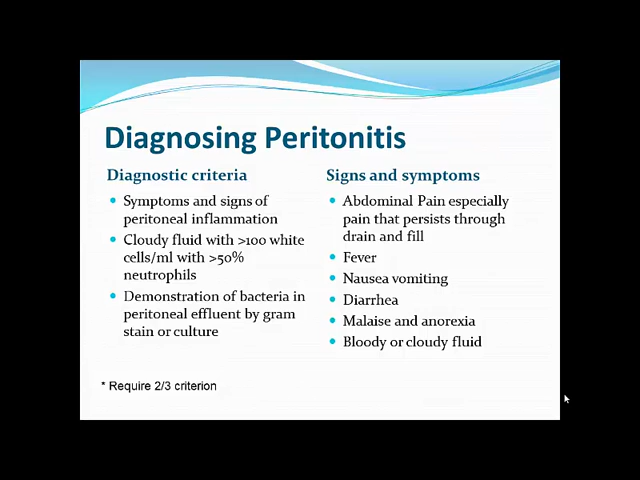 Diagnosing Peritonitis
Diagnostic criteria
• Symptoms and signs of
peritoneal inflammation
• Cloudy fluid with >100 white
cells/ml with >50%
neutrophils
• Demonstration of bacteria in
peritoneal effluent by gram
stain or culture
Signs and symptoms
• Abdominal Pain especially
pain that persists through
drain and fill
• Fever
• Nausea vomiting
• Diarrhea
• Malaise and anorexia
• Bloody or cloudy fluid
* Require 2/3 criterion